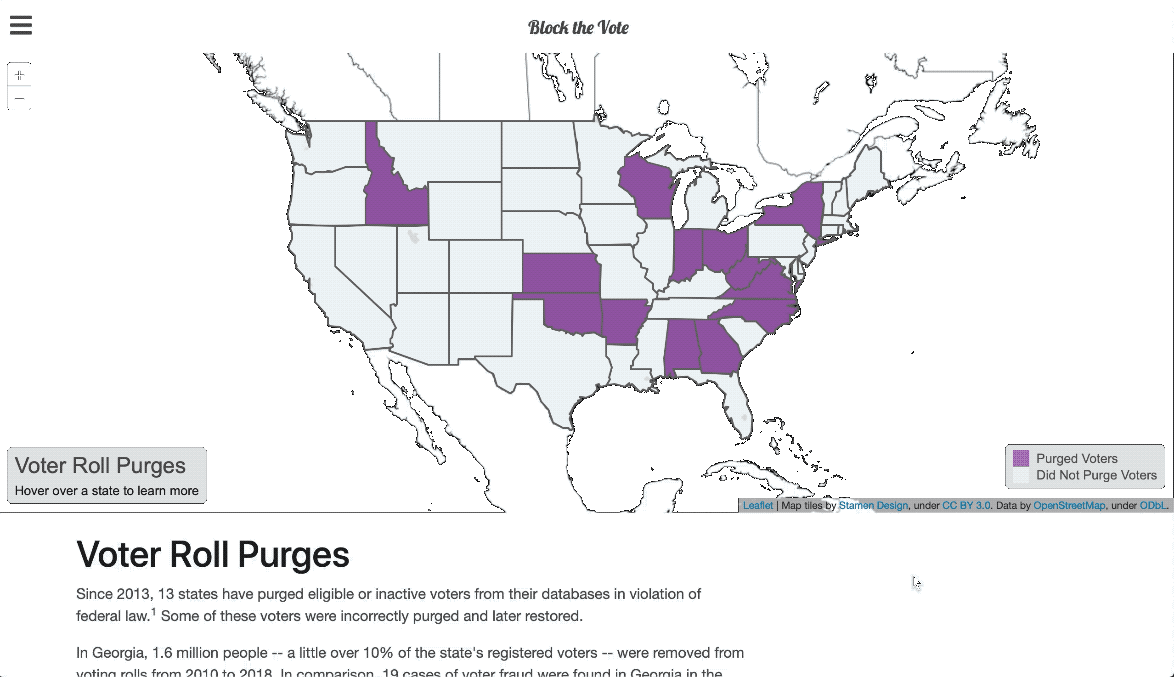 Block the Vote
+
−
Voter Roll Purges
Hover over a state to learn more
Purged Voters
Did Not Purge Voters
Leaflet | Map tiles by Stamen Design, under CC BY 3.0. Data by OpenStreetMap, under ODbL.
Voter Roll Purges
Since 2013, 13 states have purged eligible or inactive voters from their databases in violation of
federal law.1 Some of these voters were incorrectly purged and later restored.
In Georgia, 1.6 million people -- a little over 10% of the state's registered voters -- were removed from
voting rolls from 2010 to 2018. In comparison, 19 cases of voter fraud were found in Georgia in the